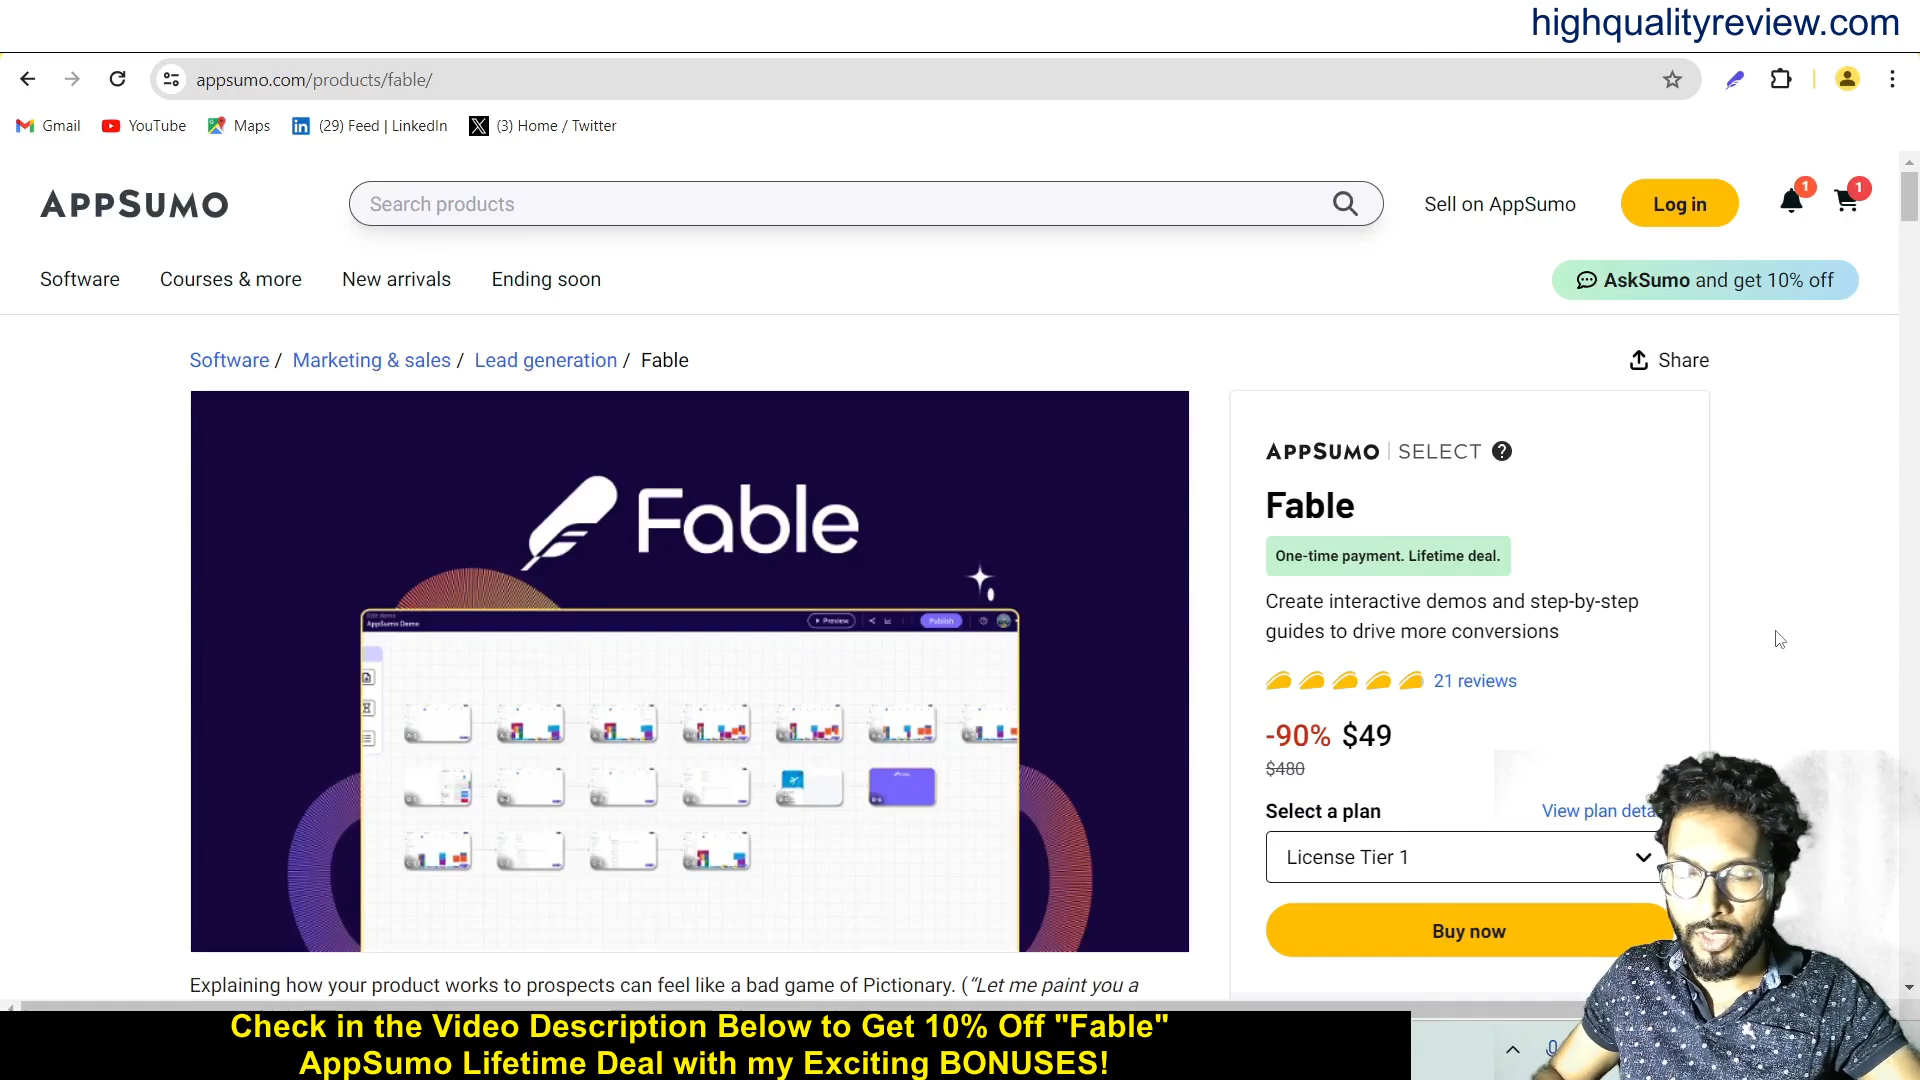 highqualityreview.com
appsumo.com/products/fable/
Gmail YouTube Maps (29) Feed | LinkedIn (3) Home / Twitter
APPSUMO Search products Sell on AppSumo Log in 1 1
Software Courses & more New arrivals Ending soon AskSumo and get 10% off
Software / Marketing & sales / Lead generation / Fable Share
Fable
AppSumo Demo Preview Publish
APPSUMO | SELECT ?
Fable
One-time payment. Lifetime deal.
Create interactive demos and step-by-step
guides to drive more conversions
21 reviews
-90% $49
$480
Select a plan View plan deta
License Tier 1
Buy now
Explaining how your product works to prospects can feel like a bad game of Pictionary. (“Let me paint you a
Check in the Video Description Below to Get 10% Off "Fable"
AppSumo Lifetime Deal with my Exciting BONUSES!